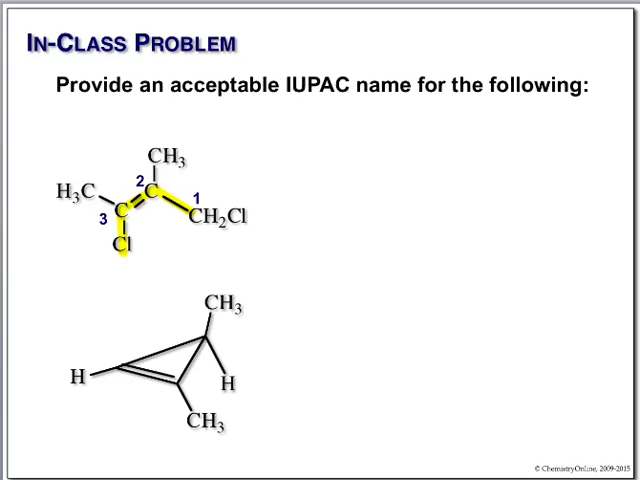 IN-CLASS PROBLEM
Provide an acceptable IUPAC name for the following:
CH3
2
H3C C 1
3 C CH2Cl
Cl
CH3
H H
CH3
© ChemistryOnline, 2009-2015